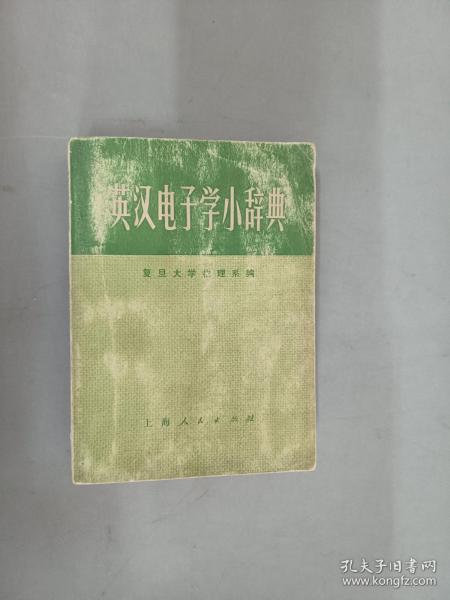 英汉电子学小辞典
复旦大学物理系编
上海人民出版社
孔夫子旧书网
www.kongfz.com